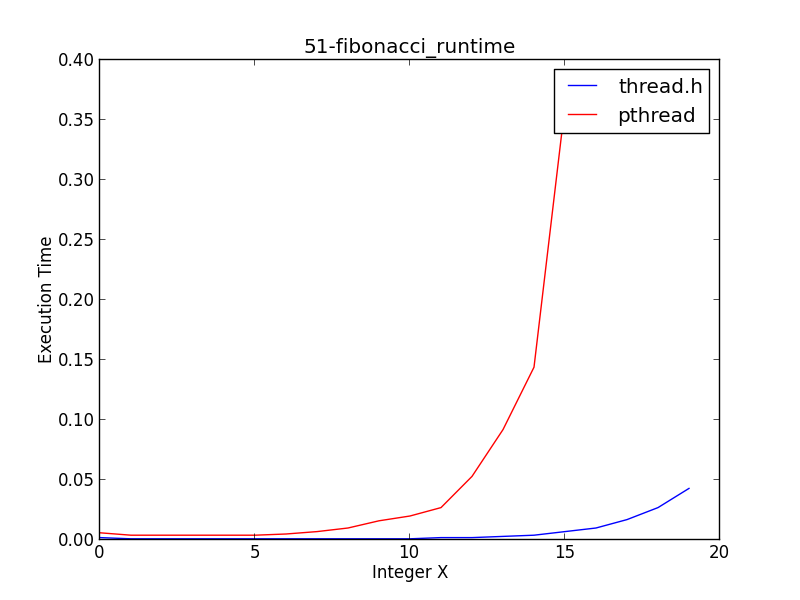 51-fibonacci_runtime
0.40
0.35
0.30
0.25
0.20
0.15
0.10
0.05
0.00
Execution Time
thread.h
pthread
0 5 10 15 20
Integer X